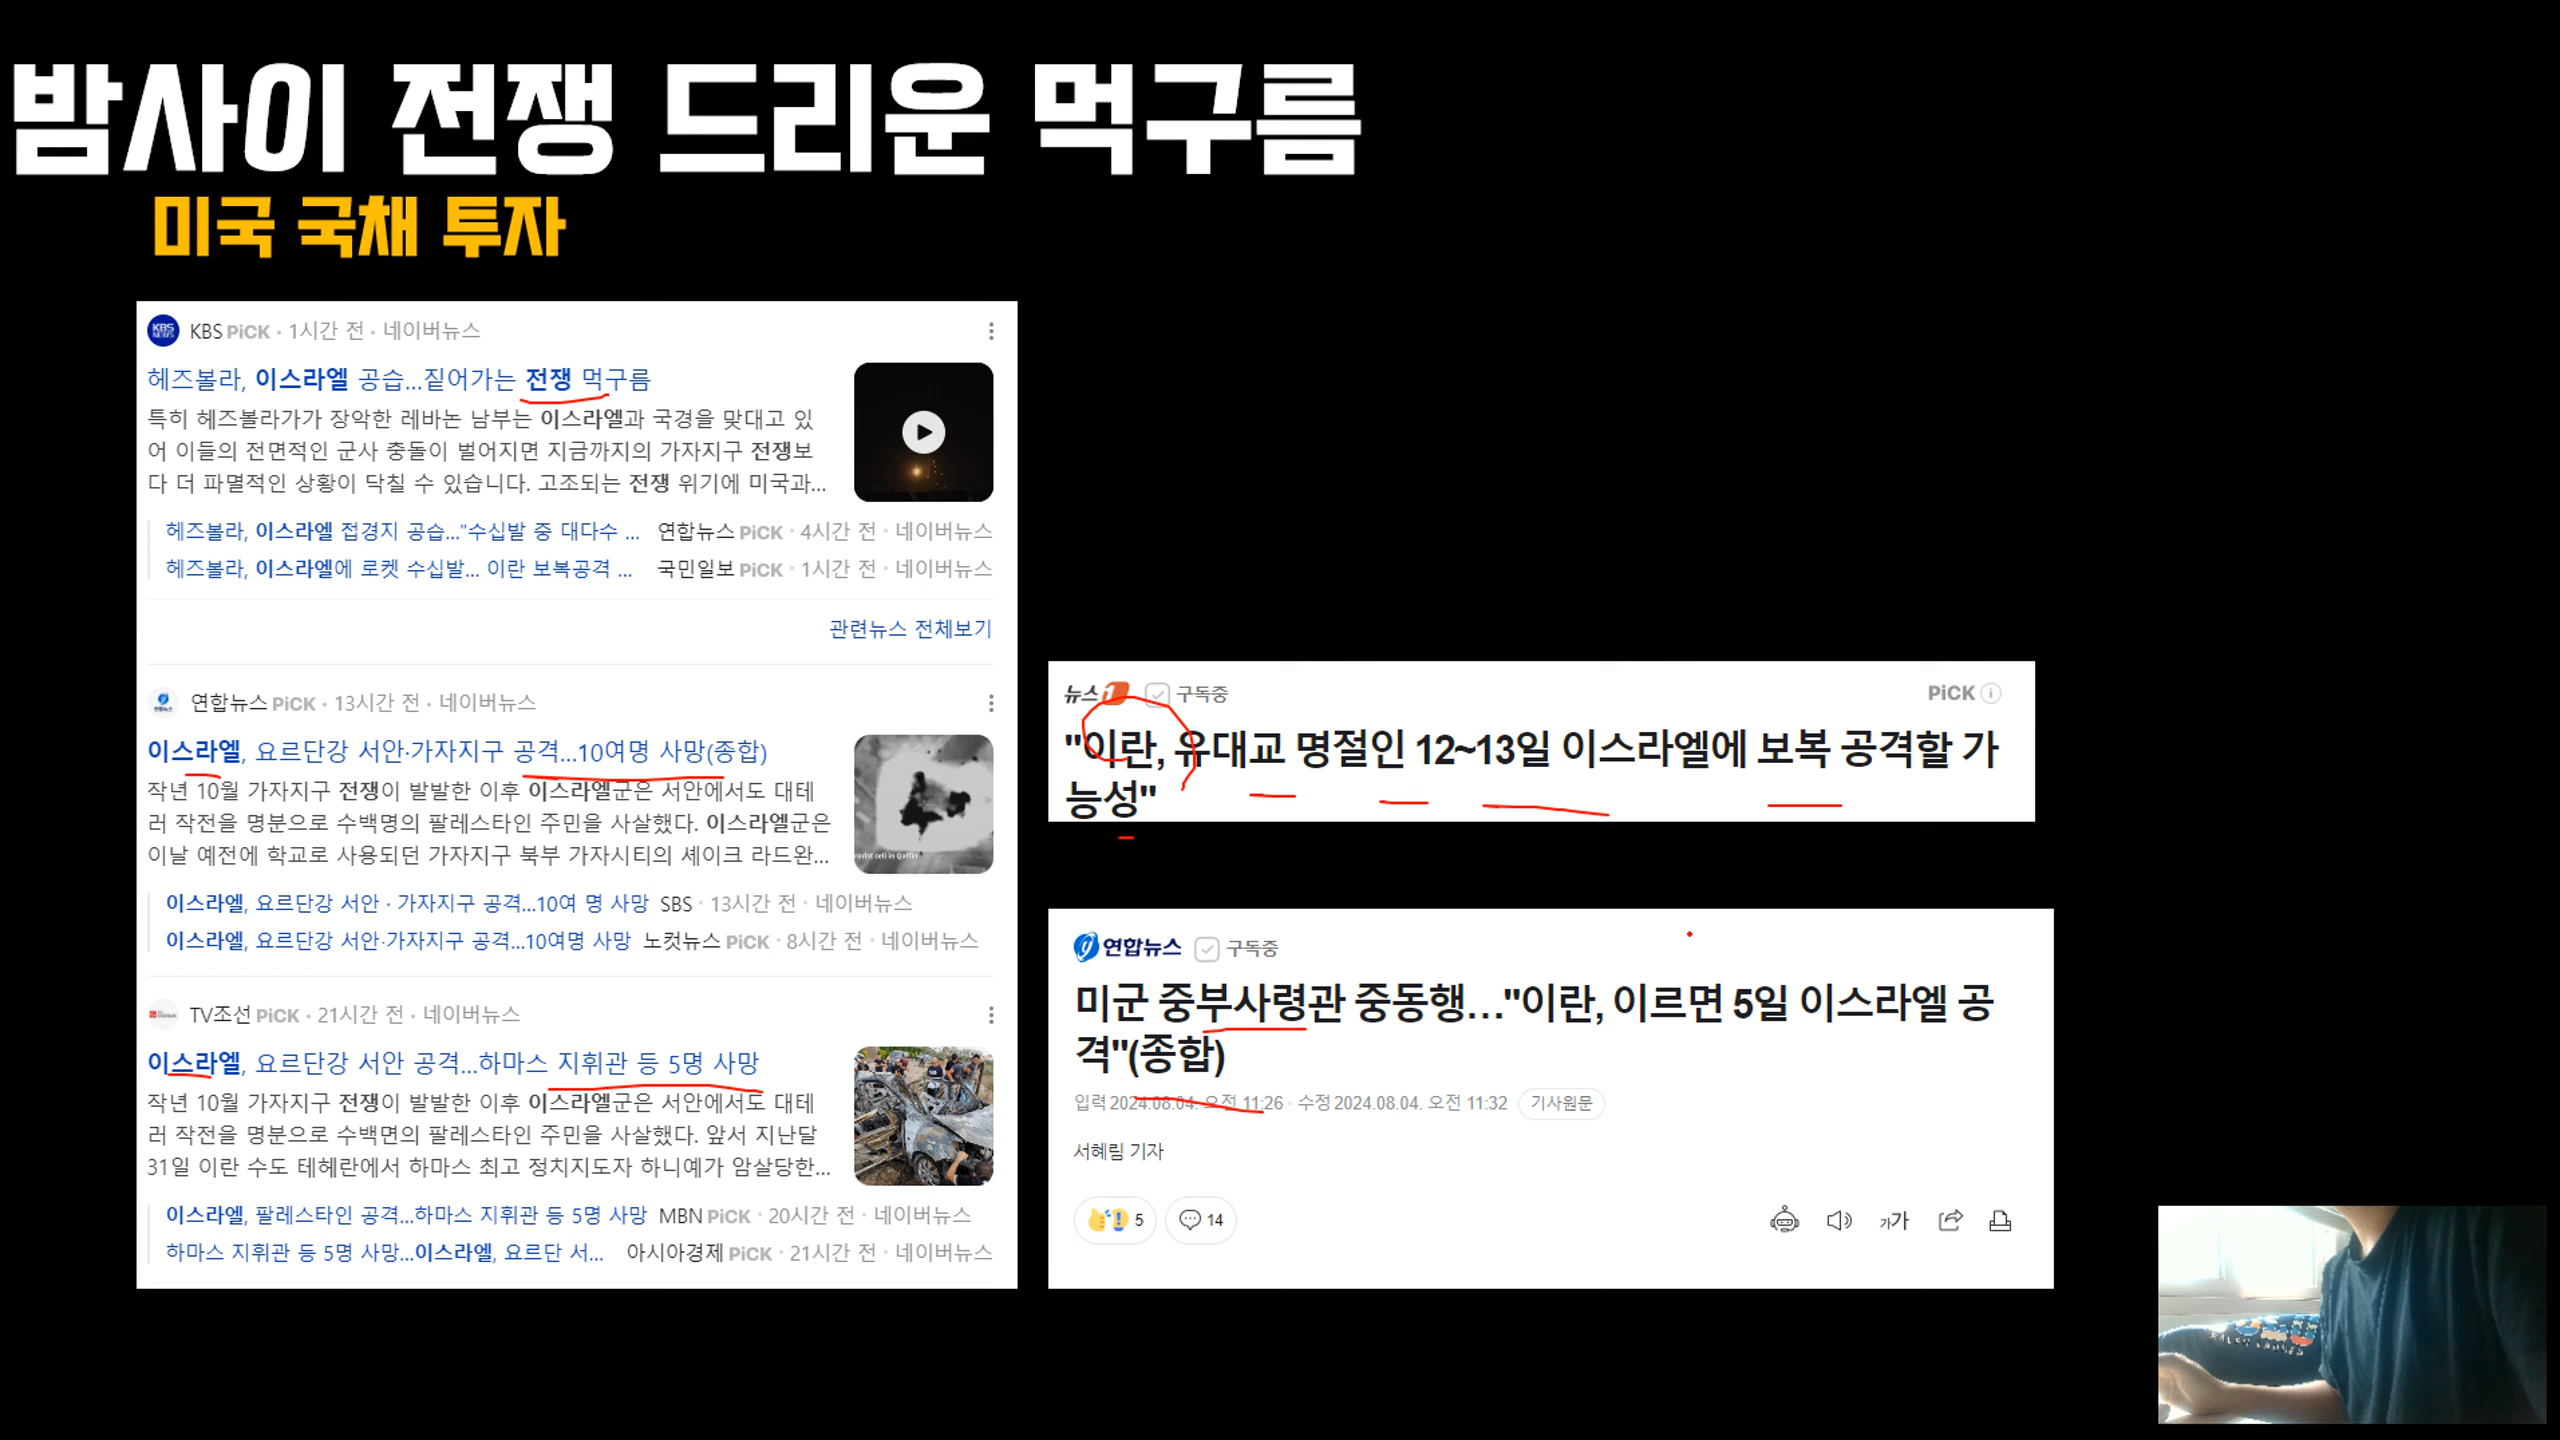 밤사이 전쟁 드리운 먹구름
미국 국채 투자
KBS PiCK · 1시간 전 · 네이버뉴스
헤즈볼라, 이스라엘 공습...짙어가는 전쟁 먹구름
특히 헤즈볼라가가 장악한 레바논 남부는 이스라엘과 국경을 맞대고 있
어 이들의 전면적인 군사 충돌이 벌어지면 지금까지의 가자지구 전쟁보
다 더 파멸적인 상황이 닥칠 수 있습니다. 고조되는 전쟁 위기에 미국과...
헤즈볼라, 이스라엘 접경지 공습..."수십발 중 대다수 ... 연합뉴스 PiCK · 4시간 전 · 네이버뉴스
헤즈볼라, 이스라엘에 로켓 수십발... 이란 보복공격 ... 국민일보 PiCK · 1시간 전 · 네이버뉴스
관련뉴스 전체보기
연합뉴스 PiCK · 13시간 전 · 네이버뉴스
이스라엘, 요르단강 서안·가자지구 공격...10여명 사망(종합)
작년 10월 가자지구 전쟁이 발발한 이후 이스라엘군은 서안에서도 대테
러 작전을 명분으로 수백명의 팔레스타인 주민을 사살했다. 이스라엘군은
이날 예전에 학교로 사용되던 가자지구 북부 가자시티의 셰이크 라드완...
이스라엘, 요르단강 서안 · 가자지구 공격...10여 명 사망 SBS · 13시간 전 · 네이버뉴스
이스라엘, 요르단강 서안·가자지구 공격...10여명 사망 노컷뉴스 PiCK · 8시간 전 · 네이버뉴스
TV조선 PiCK · 21시간 전 · 네이버뉴스
이스라엘, 요르단강 서안 공격...하마스 지휘관 등 5명 사망
작년 10월 가자지구 전쟁이 발발한 이후 이스라엘군은 서안에서도 대테
러 작전을 명분으로 수백면의 팔레스타인 주민을 사살했다. 앞서 지난달
31일 이란 수도 테헤란에서 하마스 최고 정치지도자 하니예가 암살당한...
이스라엘, 팔레스타인 공격...하마스 지휘관 등 5명 사망 MBN PiCK · 20시간 전 · 네이버뉴스
하마스 지휘관 등 5명 사망...이스라엘, 요르단 서... 아시아경제 PiCK · 21시간 전 · 네이버뉴스
뉴스1 구독중 PiCK
"이란, 유대교 명절인 12~13일 이스라엘에 보복 공격할 가
능성"
연합뉴스 구독중
미군 중부사령관 중동행…"이란, 이르면 5일 이스라엘 공
격"(종합)
입력 2024.08.04. 오전 11:26 · 수정 2024.08.04. 오전 11:32 기사원문
서혜림 기자
5 14 가가